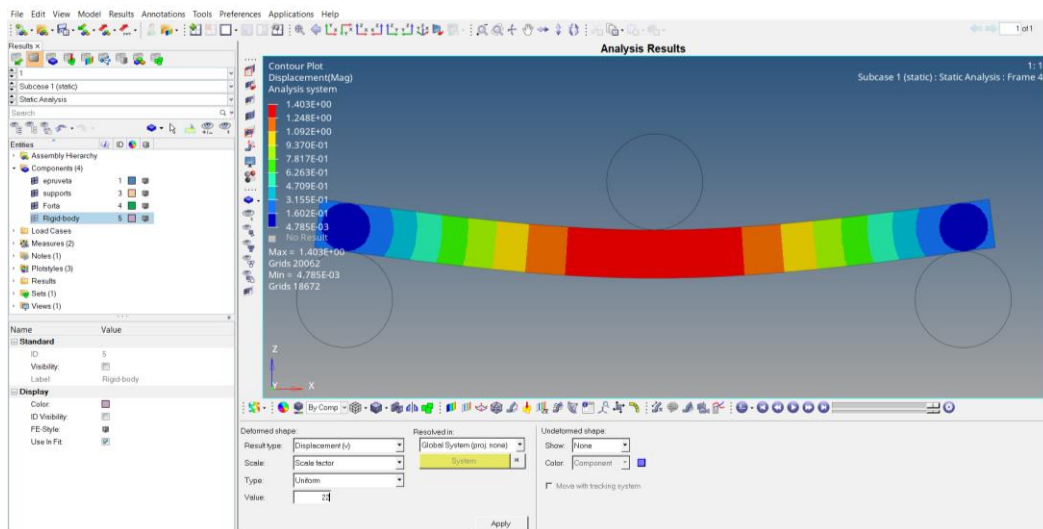 File Edit View Model Results Annotations Tools Preferences Applications Help
1 of 1
Results ×
1
Subcase 1 (static)
Static Analysis
Search
Entities ID
Assembly Hierarchy
Components (4)
epruveta 1
supports 3
Forta 4
Rigid-body 5
Load Cases
Measures (2)
Notes (1)
Plotstyles (3)
Results
Sets (1)
Views (1)
Name Value
Standard
ID: 5
Visibility:
Label: Rigid-body
Display
Color:
ID Visibility:
FE-Style:
Use In Fit
Analysis Results
Contour Plot
Displacement(Mag)
Analysis system
1.403E+00
1.248E+00
1.092E+00
9.370E-01
7.817E-01
6.263E-01
4.709E-01
3.155E-01
1.602E-01
4.785E-03
No Result
Max = 1.403E+00
Grids 20062
Min = 4.785E-03
Grids 18672
1: 1
Subcase 1 (static) : Static Analysis : Frame 4
Z
Y X
By Comp
Deformed shape:
Result type: Displacement (v)
Scale: Scale factor
Type: Uniform
Value: 22
Resolved in:
Global System (proj: none)
System
Apply
Undeformed shape:
Show: None
Color: Component
Move with tracking system